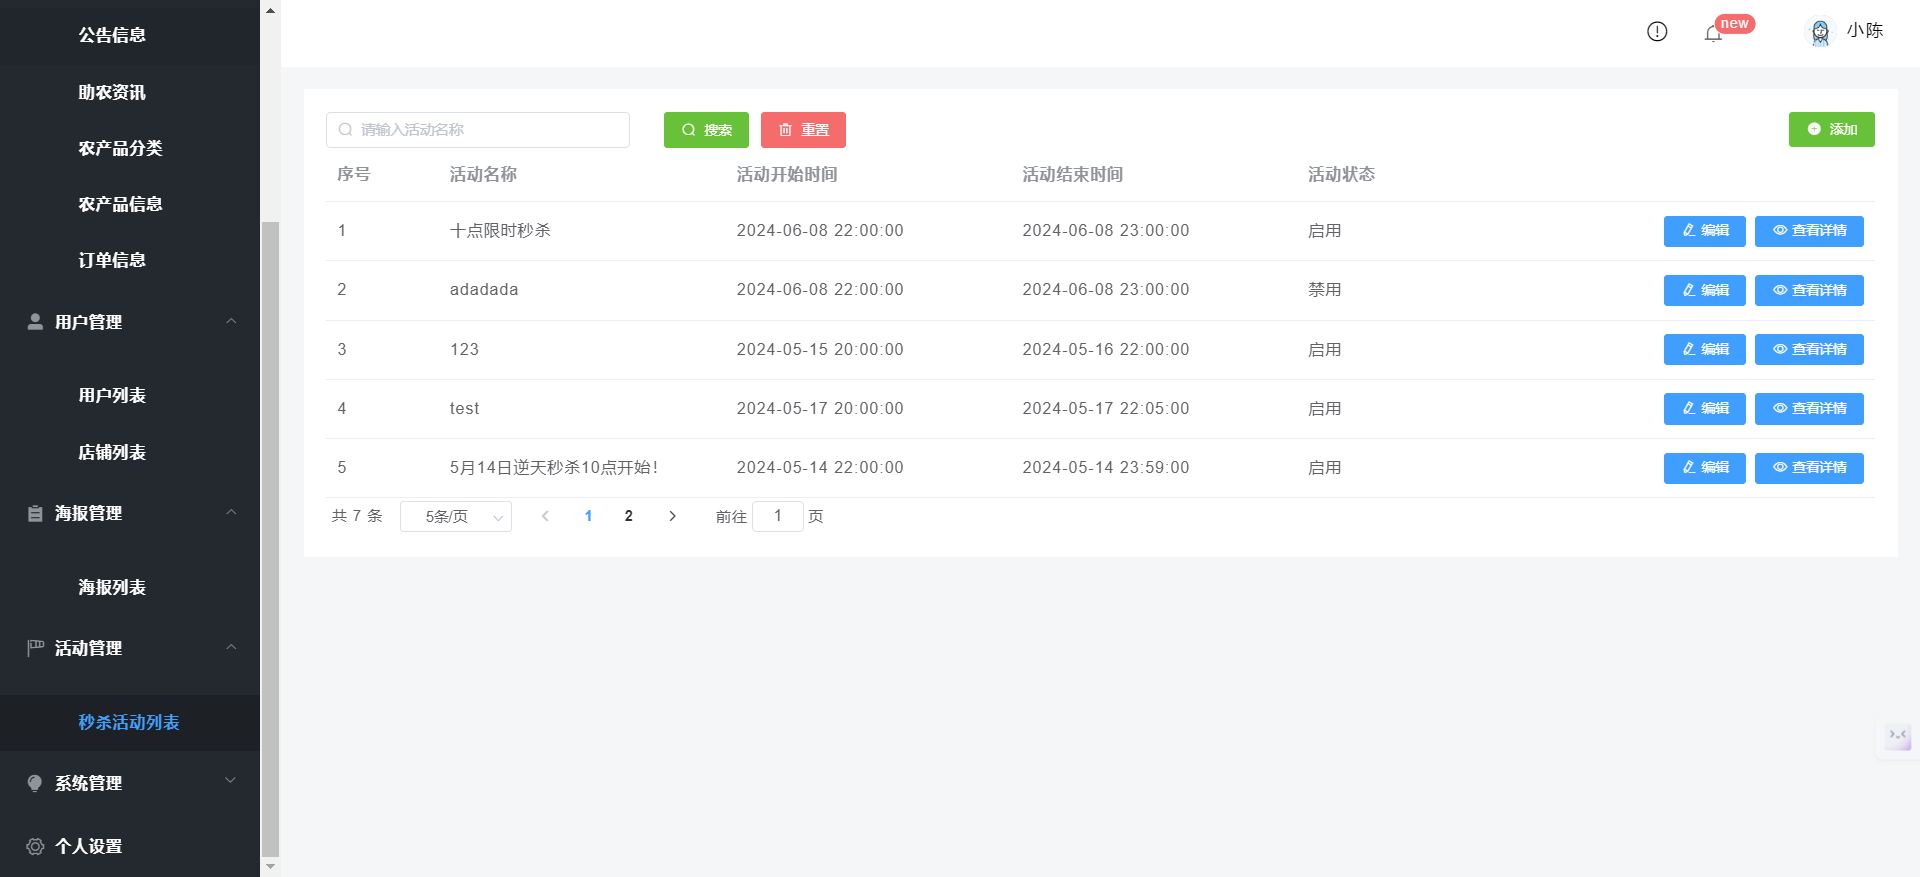 公告信息
助农资讯
农产品分类
农产品信息
订单信息
用户管理
用户列表
店铺列表
海报管理
海报列表
活动管理
秒杀活动列表
系统管理
个人设置
new
小陈
请输入活动名称
搜索
重置
添加
序号 活动名称 活动开始时间 活动结束时间 活动状态
1 十点限时秒杀 2024-06-08 22:00:00 2024-06-08 23:00:00 启用 编辑 查看详情
2 adadada 2024-06-08 22:00:00 2024-06-08 23:00:00 禁用 编辑 查看详情
3 123 2024-05-15 20:00:00 2024-05-16 22:00:00 启用 编辑 查看详情
4 test 2024-05-17 20:00:00 2024-05-17 22:05:00 启用 编辑 查看详情
5 5月14日逆天秒杀10点开始! 2024-05-14 22:00:00 2024-05-14 23:59:00 启用 编辑 查看详情
共 7 条 5条/页 1 2 前往 1 页